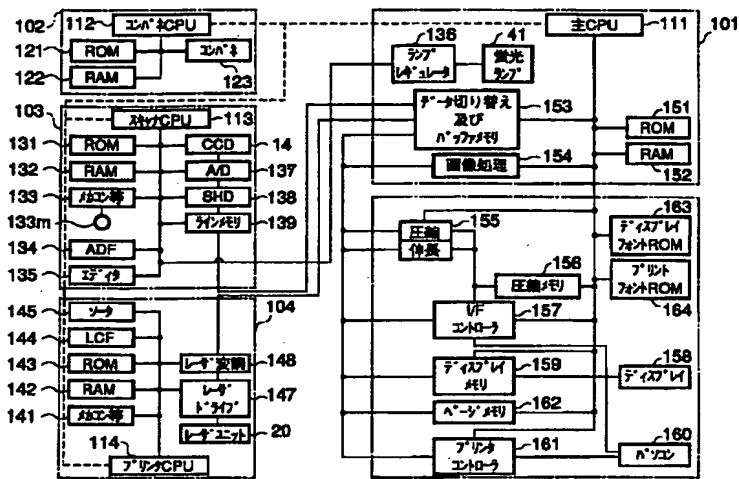 102
112
コンパネCPU
121
ROM
コンパネ
122
RAM
123
103
スキャナCPU
113
131
ROM
CCD
14
132
RAM
A/D
137
133
メカコン等
SHD
138
133m
ラインメモリ
139
134
ADF
135
エディタ
145
ソータ
104
144
LCF
143
ROM
レーザ変調
148
142
RAM
レーザ
ドライブ
147
141
メカコン等
レーザユニット
20
114
プリンタCPU
主CPU
111
101
136
41
ランプ
レギュレータ
蛍光
ランプ
データ切り替え
及び
バッファメモリ
153
151
ROM
154
画像処理
RAM
152
155
圧縮
伸長
163
ディスプレイ
フォントROM
156
圧縮メモリ
プリント
フォントROM
164
I/F
コントローラ
157
ディスプレイ
メモリ
159
158
ディスプレイ
ページメモリ
162
160
プリンタ
コントローラ
161
パソコン